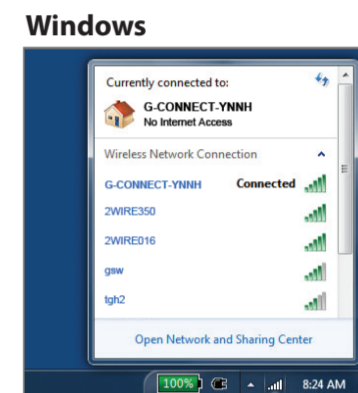 Windows
Currently connected to:
G-CONNECT-YNNH
No Internet Access
Wireless Network Connection
G-CONNECT-YNNH Connected
2WIRE350
2WIRE016
gsw
tgh2
Open Network and Sharing Center
100% 8:24 AM